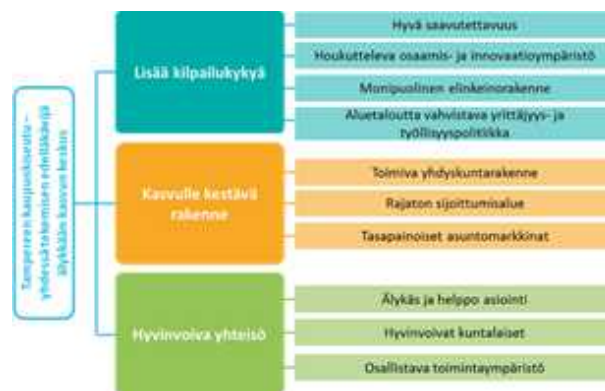 Tampereen kaupunkiseutu –
yhdessä tekemisen edelläkävijä
älykkään kasvun keskus
Lisää kilpailukykyä
Hyvä saavutettavuus
Houkutteleva osaamis- ja innovaatioympäristö
Monipuolinen elinkeinorakenne
Aluetaloutta vahvistava yrittäjyys- ja
työllisyyspolitiikka
Kasvulle kestävä
rakenne
Toimiva yhdyskuntarakenne
Rajaton sijoittumisalue
Tasapainoiset asuntomarkkinat
Hyvinvoiva yhteisö
Älykäs ja helppo asiointi
Hyvinvoivat kuntalaiset
Osallistava toimintaympäristö